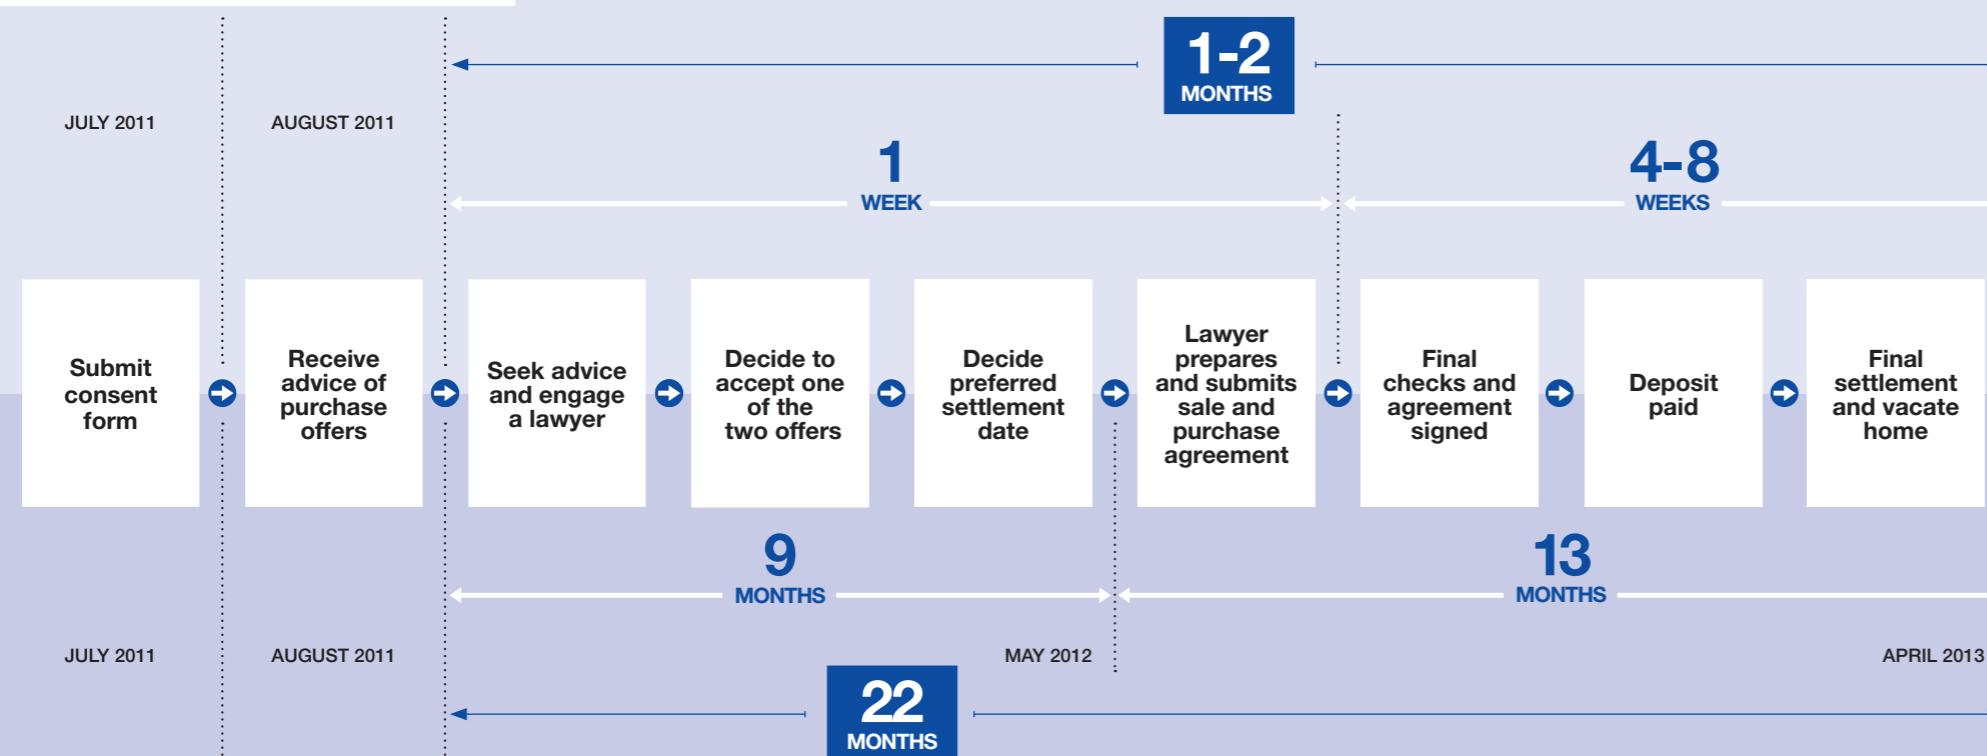 1-2
MONTHS
JULY 2011
AUGUST 2011
1
WEEK
4-8
WEEKS
Submit
consent
form
Receive
advice of
purchase
offers
Seek advice
and engage
a lawyer
Decide to
accept one
of the
two offers
Decide
preferred
settlement
date
Lawyer
prepares
and submits
sale and
purchase
agreement
Final
checks and
agreement
signed
Deposit
paid
Final
settlement
and vacate
home
9
MONTHS
13
MONTHS
JULY 2011
AUGUST 2011
MAY 2012
APRIL 2013
22
MONTHS